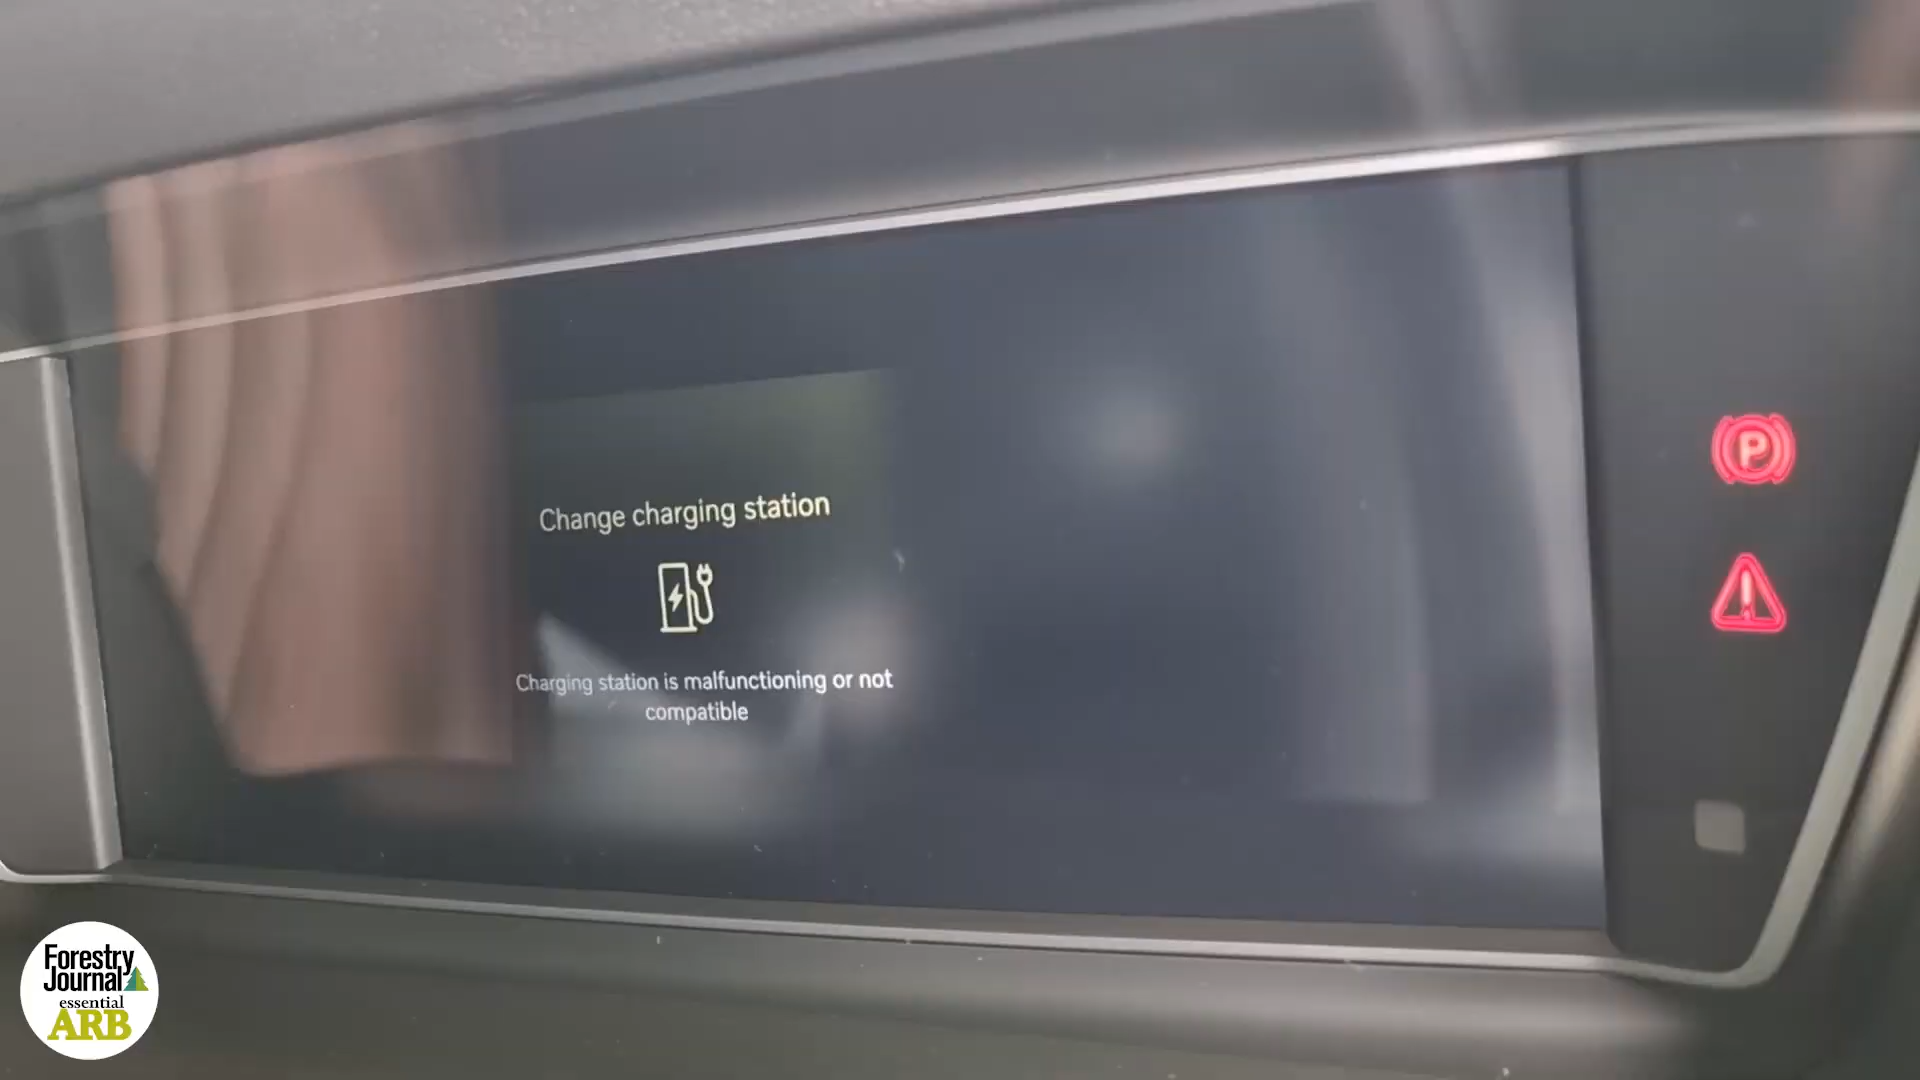 Change charging station
Charging station is malfunctioning or not
compatible
P
Forestry
Journal
essential
ARB